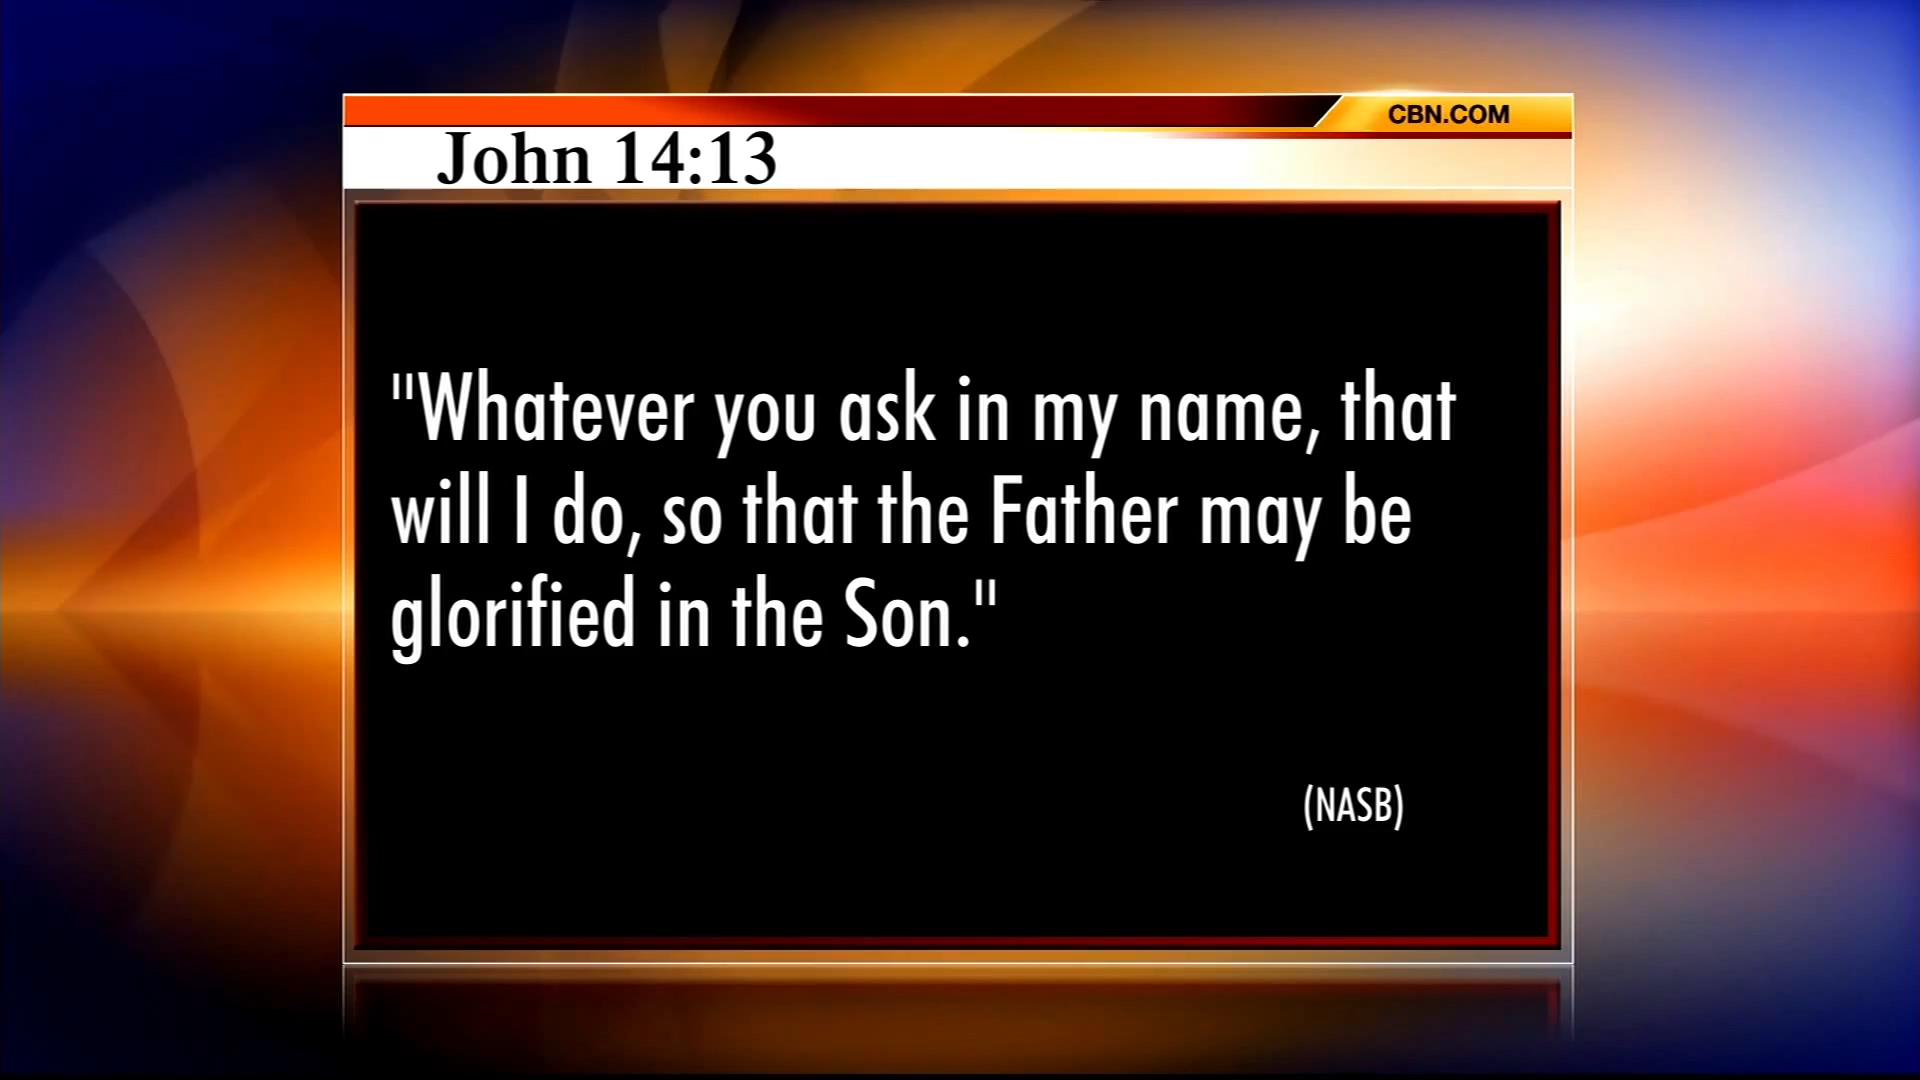 CBN.COM
John 14:13
"Whatever you ask in my name, that
will I do, so that the Father may be
glorified in the Son."
(NASB)